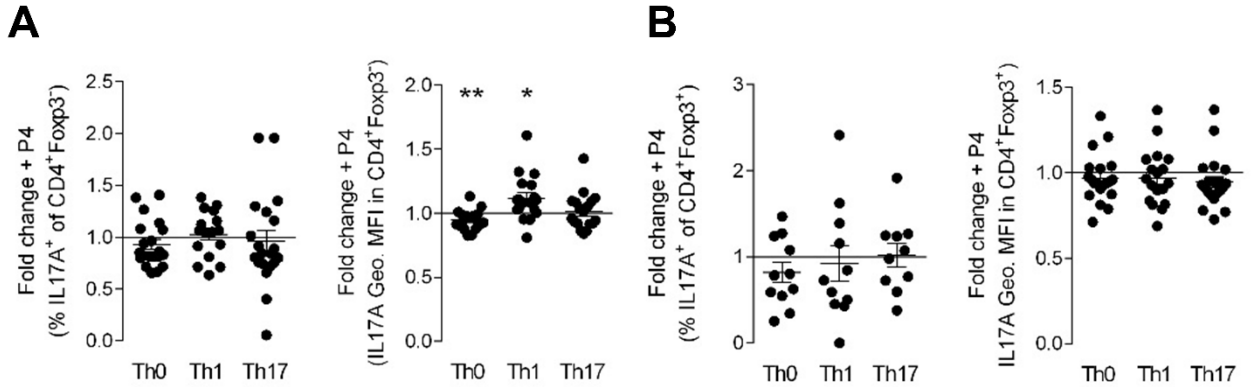 A
B
Fold change + P4
(% IL17A⁺ of CD4⁺Foxp3⁻)
2.5
2.0
1.5
1.0
0.5
0.0
Th0 Th1 Th17
Fold change + P4
(IL17A Geo. MFI in CD4⁺Foxp3⁻)
2.0
1.5
1.0
0.5
0.0
** *
Th0 Th1 Th17
Fold change + P4
(% IL17A⁺ of CD4⁺Foxp3⁺)
3
2
1
0
Th0 Th1 Th17
Fold change + P4
IL17A Geo. MFI in CD4⁺Foxp3⁺)
1.5
1.0
0.5
0.0
Th0 Th1 Th17